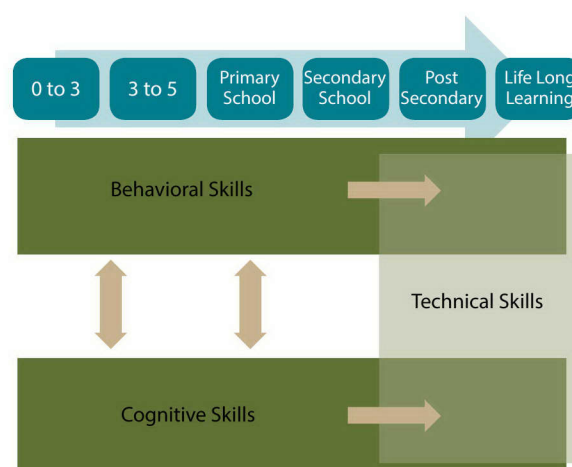 0 to 3
3 to 5
Primary
School
Secondary
School
Post
Secondary
Life Long
Learning
Behavioral Skills
Technical Skills
Cognitive Skills